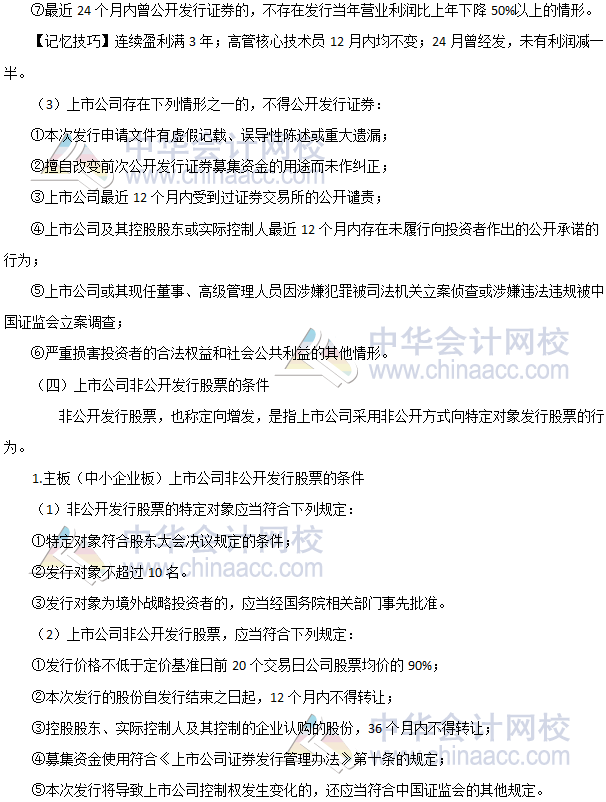 ⑦最近 24 个月内曾公开发行证券的，不存在发行当年营业利润比上年下降 50%以上的情形。
【记忆技巧】连续盈利满 3 年；高管核心技术员 12 月内均不变；24 月曾经发，未有利润减一
半。
（3）上市公司存在下列情形之一的，不得公开发行证券：
①本次发行申请文件有虚假记载、误导性陈述或重大遗漏；
②擅自改变前次公开发行证券募集资金的用途而未作纠正；
③上市公司最近 12 个月内受到过证券交易所的公开谴责；
④上市公司及其控股股东或实际控制人最近 12 个月内存在未履行向投资者作出的公开承诺的
行为；
⑤上市公司或其现任董事、高级管理人员因涉嫌犯罪被司法机关立案侦查或涉嫌违法违规被中
国证监会立案调查；
⑥严重损害投资者的合法权益和社会公共利益的其他情形。
（四）上市公司非公开发行股票的条件
非公开发行股票，也称定向增发，是指上市公司采用非公开方式向特定对象发行股票的行
为。
1.主板（中小企业板）上市公司非公开发行股票的条件
（1）非公开发行股票的特定对象应当符合下列规定：
①特定对象符合股东大会决议规定的条件；
②发行对象不超过 10 名。
③发行对象为境外战略投资者的，应当经国务院相关部门事先批准。
（2）上市公司非公开发行股票，应当符合下列规定：
①发行价格不低于定价基准日前 20 个交易日公司股票均价的 90%；
②本次发行的股份自发行结束之日起，12 个月内不得转让；
③控股股东、实际控制人及其控制的企业认购的股份，36 个月内不得转让；
④募集资金使用符合《上市公司证券发行管理办法》第十条的规定；
⑤本次发行将导致上市公司控制权发生变化的，还应当符合中国证监会的其他规定。
中华会计网校
www.chinaacc.com
中华会计网校
www.chinaacc.com
中华会计网校
www.chinaacc.com
中华会计网校
www.chinaacc.com